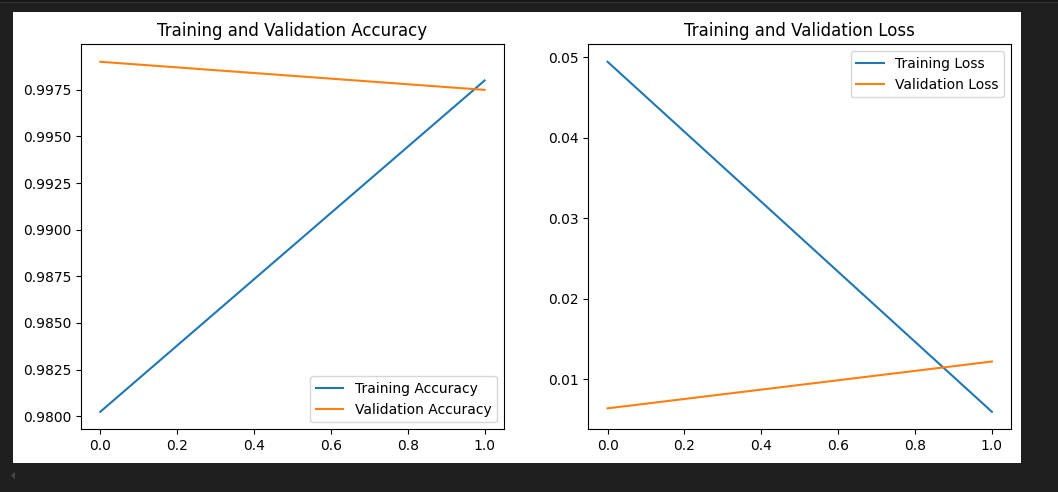 Training and Validation Accuracy
0.9975
0.9950
0.9925
0.9900
0.9875
0.9850
0.9825
0.9800
Training Accuracy
Validation Accuracy
0.0 0.2 0.4 0.6 0.8 1.0
Training and Validation Loss
0.05
0.04
0.03
0.02
0.01
Training Loss
Validation Loss
0.0 0.2 0.4 0.6 0.8 1.0